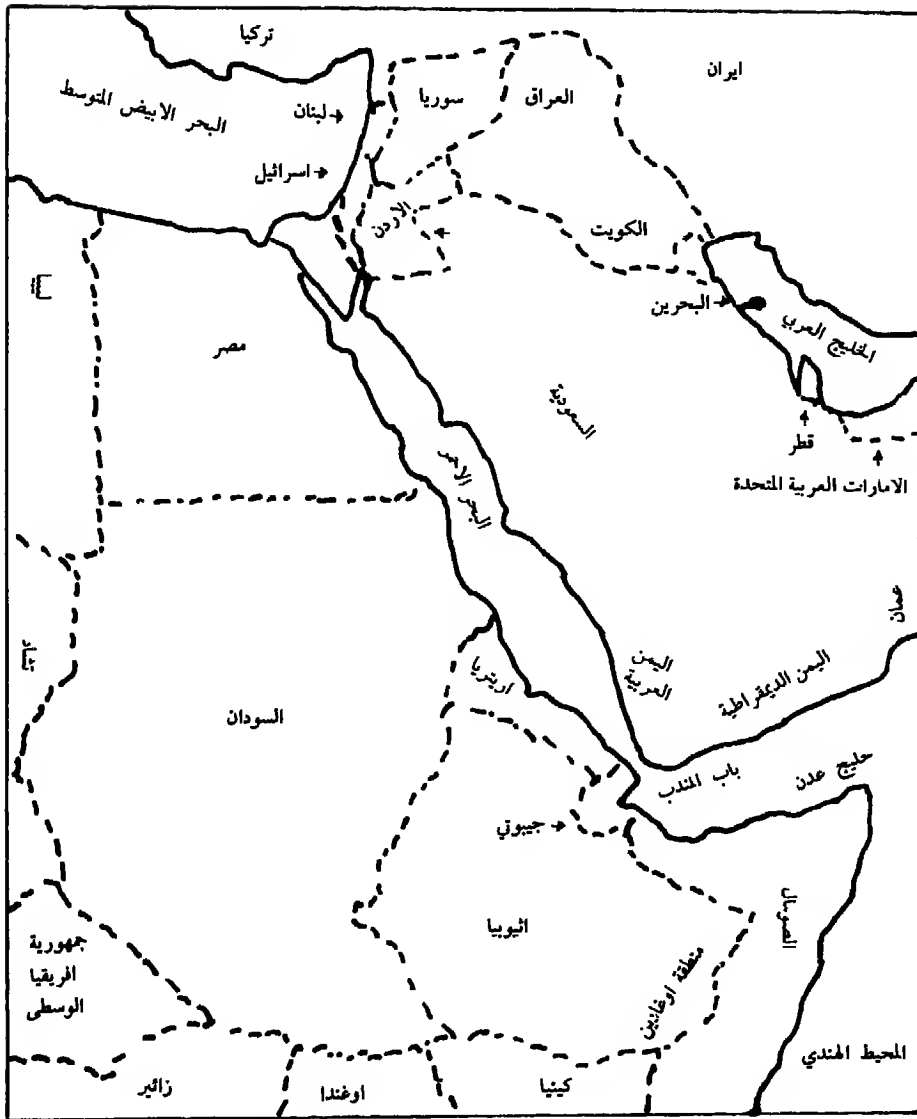 تركيا
ايران
سوريا
العراق
لبنان
البحر الابيض المتوسط
اسرائيل
الاردن
الكويت
ليبيا
البحرين
الخليج العربي
مصر
السعودية
قطر
البحر الاحمر
الامارات العربية المتحدة
عمان
تشاد
اليمن
العربية
اليمن الديمقراطية
اريتريا
السودان
خليج عدن
باب المندب
جيبوتي
الصومال
اثيوبيا
جمهورية
افريقيا
الوسطى
منطقة اوغادين
المحيط الهندي
زائير
اوغندا
كينيا